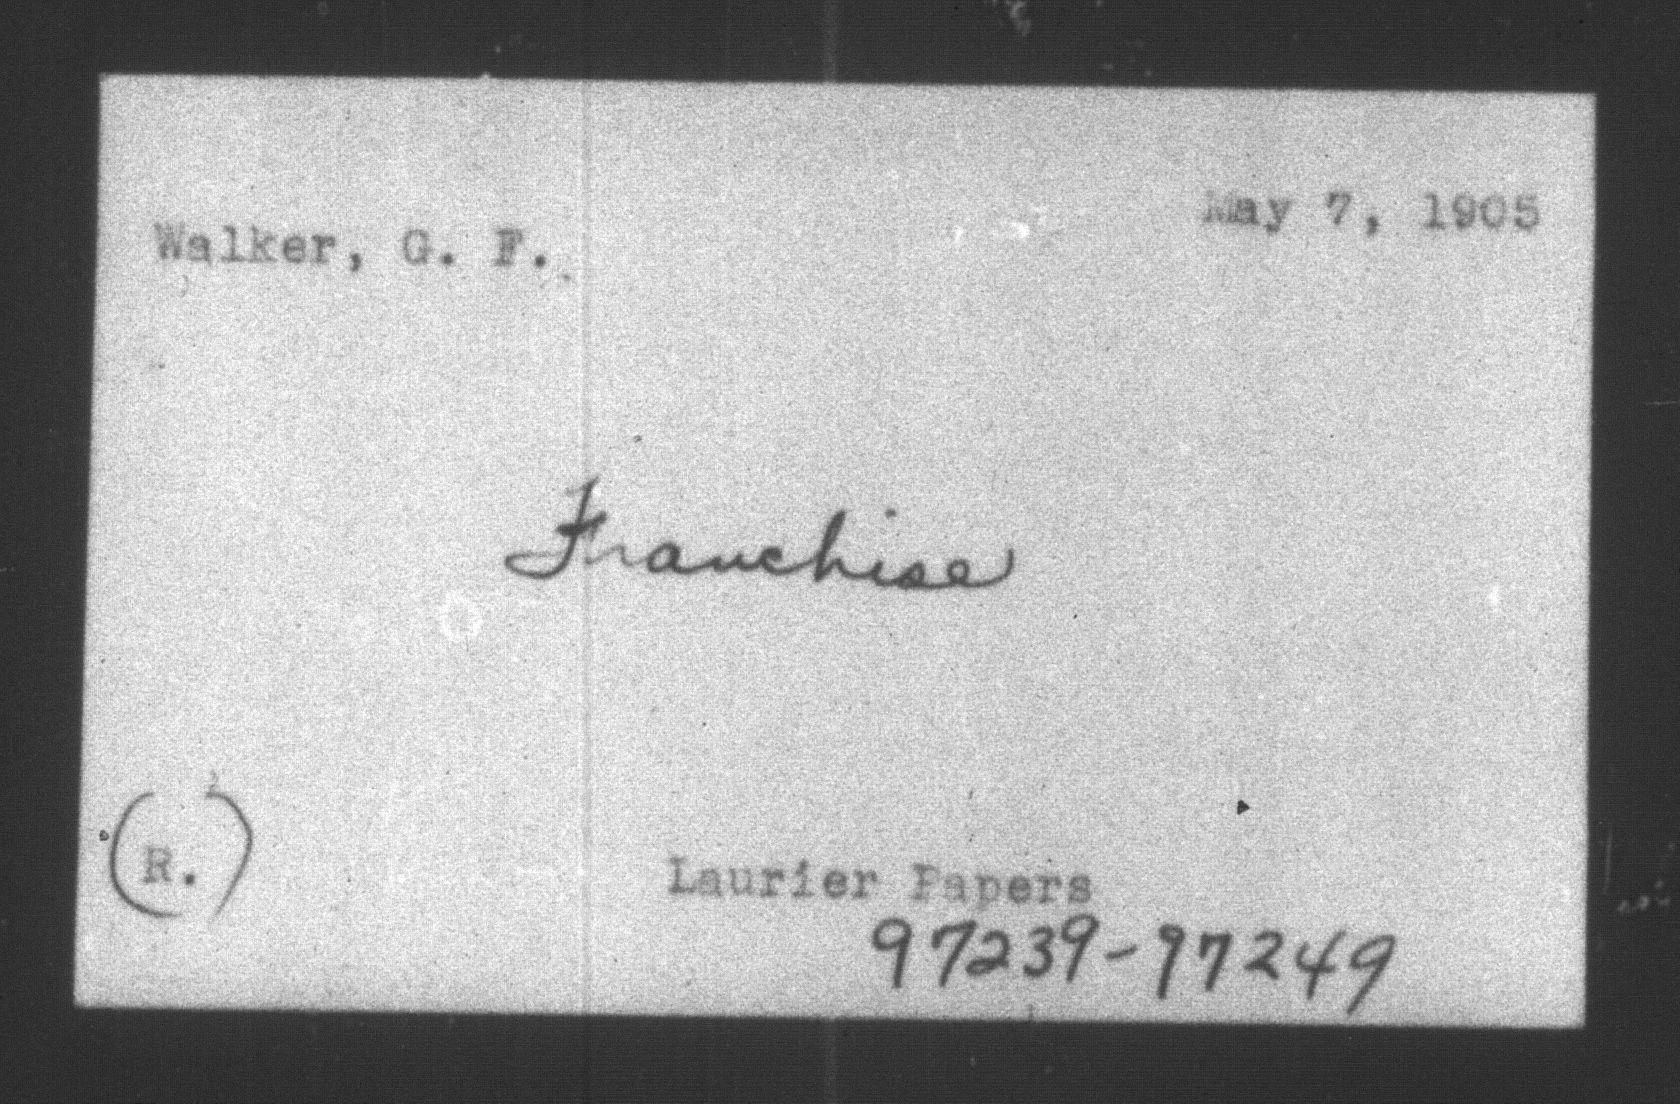 May 7, 1905
Walker, G. F.
Franchise
(R.)
Laurier Papers
97239-97249